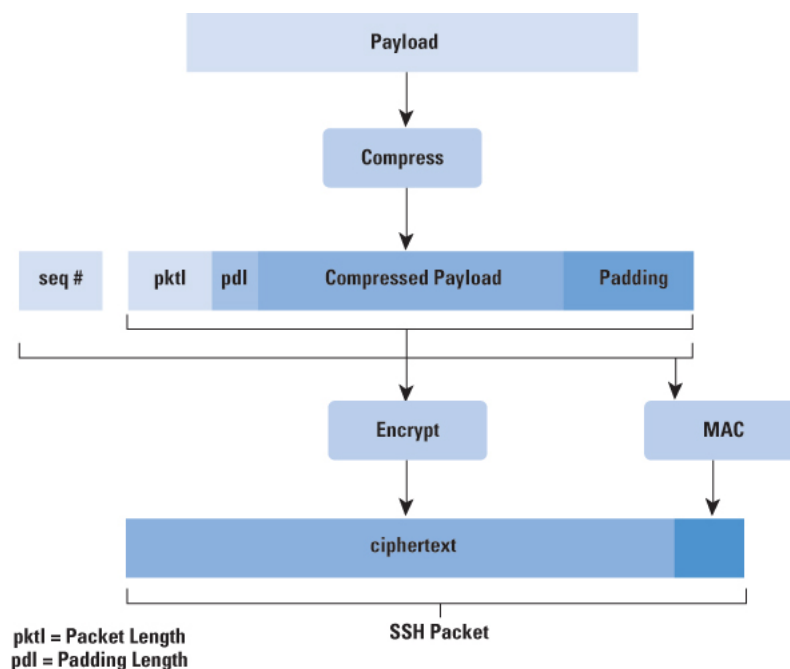 Payload
Compress
seq # pktl pdl Compressed Payload Padding
Encrypt MAC
ciphertext
SSH Packet
pktl = Packet Length
pdl = Padding Length